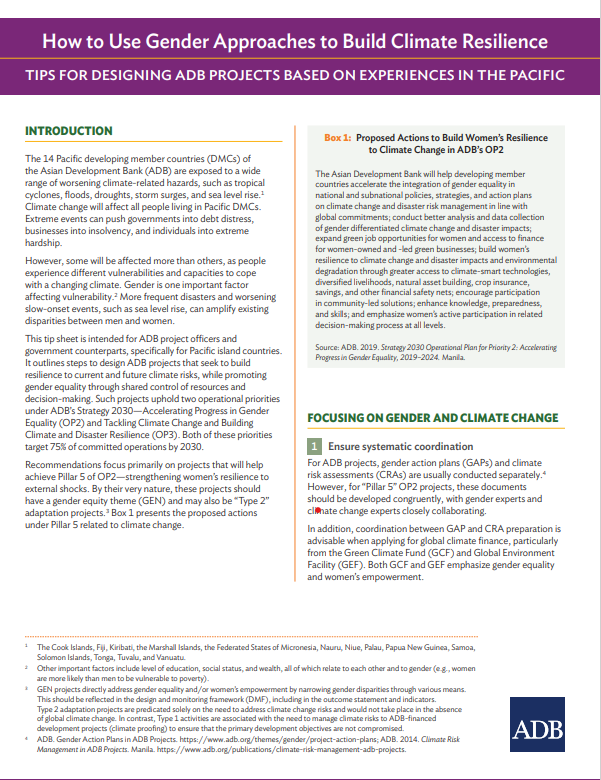 How to Use Gender Approaches to Build Climate Resilience
TIPS FOR DESIGNING ADB PROJECTS BASED ON EXPERIENCES IN THE PACIFIC
INTRODUCTION
The 14 Pacific developing member countries (DMCs) of
the Asian Development Bank (ADB) are exposed to a wide
range of worsening climate-related hazards, such as tropical
cyclones, floods, droughts, storm surges, and sea level rise.¹
Climate change will affect all people living in Pacific DMCs.
Extreme events can push governments into debt distress,
businesses into insolvency, and individuals into extreme
hardship.
However, some will be affected more than others, as people
experience different vulnerabilities and capacities to cope
with a changing climate. Gender is one important factor
affecting vulnerability.² More frequent disasters and worsening
slow-onset events, such as sea level rise, can amplify existing
disparities between men and women.
This tip sheet is intended for ADB project officers and
government counterparts, specifically for Pacific island countries.
It outlines steps to design ADB projects that seek to build
resilience to current and future climate risks, while promoting
gender equality through shared control of resources and
decision-making. Such projects uphold two operational priorities
under ADB's Strategy 2030—Accelerating Progress in Gender
Equality (OP2) and Tackling Climate Change and Building
Climate and Disaster Resilience (OP3). Both of these priorities
target 75% of committed operations by 2030.
Recommendations focus primarily on projects that will help
achieve Pillar 5 of OP2—strengthening women's resilience to
external shocks. By their very nature, these projects should
have a gender equity theme (GEN) and may also be "Type 2"
adaptation projects.³ Box 1 presents the proposed actions
under Pillar 5 related to climate change.
Box 1: Proposed Actions to Build Women's Resilience
to Climate Change in ADB's OP2
The Asian Development Bank will help developing member
countries accelerate the integration of gender equality in
national and subnational policies, strategies, and action plans
on climate change and disaster risk management in line with
global commitments; conduct better analysis and data collection
of gender differentiated climate change and disaster impacts;
expand green job opportunities for women and access to finance
for women-owned and -led green businesses; build women's
resilience to climate change and disaster impacts and environmental
degradation through greater access to climate-smart technologies,
diversified livelihoods, natural asset building, crop insurance,
savings, and other financial safety nets; encourage participation
in community-led solutions; enhance knowledge, preparedness,
and skills; and emphasize women's active participation in related
decision-making process at all levels.
Source: ADB. 2019. Strategy 2030 Operational Plan for Priority 2: Accelerating
Progress in Gender Equality, 2019–2024. Manila.
FOCUSING ON GENDER AND CLIMATE CHANGE
1 Ensure systematic coordination
For ADB projects, gender action plans (GAPs) and climate
risk assessments (CRAs) are usually conducted separately.⁴
However, for "Pillar 5" OP2 projects, these documents
should be developed congruently, with gender experts and
climate change experts closely collaborating.
In addition, coordination between GAP and CRA preparation is
advisable when applying for global climate finance, particularly
from the Green Climate Fund (GCF) and Global Environment
Facility (GEF). Both GCF and GEF emphasize gender equality
and women's empowerment.
¹ The Cook Islands, Fiji, Kiribati, the Marshall Islands, the Federated States of Micronesia, Nauru, Niue, Palau, Papua New Guinea, Samoa,
Solomon Islands, Tonga, Tuvalu, and Vanuatu.
² Other important factors include level of education, social status, and wealth, all of which relate to each other and to gender (e.g., women
are more likely than men to be vulnerable to poverty).
³ GEN projects directly address gender equality and/or women's empowerment by narrowing gender disparities through various means.
This should be reflected in the design and monitoring framework (DMF), including in the outcome statement and indicators.
Type 2 adaptation projects are predicated solely on the need to address climate change risks and would not take place in the absence
of global climate change. In contrast, Type 1 activities are associated with the need to manage climate risks to ADB-financed
development projects (climate proofing) to ensure that the primary development objectives are not compromised.
⁴ ADB. Gender Action Plans in ADB Projects. https://www.adb.org/themes/gender/project-action-plans; ADB. 2014. Climate Risk
Management in ADB Projects. Manila. https://www.adb.org/publications/climate-risk-management-adb-projects.
ADB